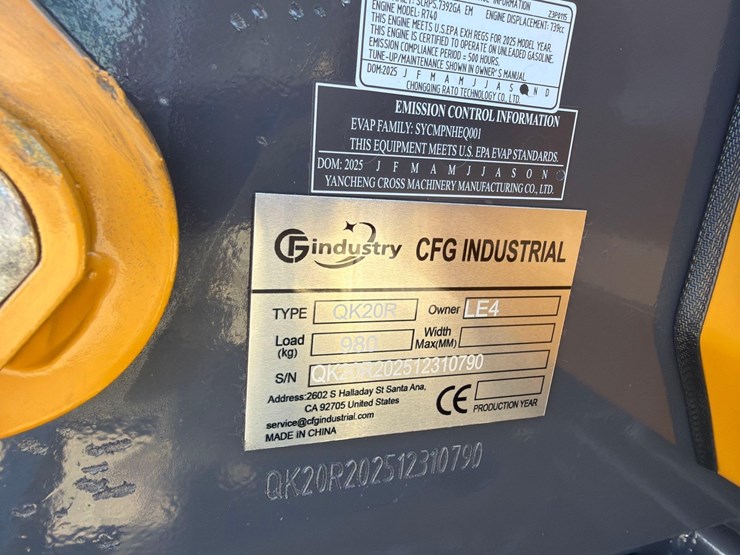 INFORMATION
Z3P0115
SCRPS.7392GA EM ENGINE DISPLACEMENT: 739cc
ENGINE MODEL: R740
THIS ENGINE MEETS U.S.EPA EXH REGS FOR 2025 MODEL YEAR.
THIS ENGINE IS CERTIFIED TO OPERATE ON UNLEADED GASOLINE.
EMISSION COMPLIANCE PERIOD = 500 HOURS.
TUNE-UP/MAINTENANCE SHOWN IN OWNER'S MANUAL.
DOM:2025 J F M A M J J A S O N D
CHONGQING RATO TECHNOLOGY CO., LTD.
EMISSION CONTROL INFORMATION
EVAP FAMILY: SYCMPNHEQ001
THIS EQUIPMENT MEETS U.S. EPA EVAP STANDARDS.
DOM: 2025 J F M A M J J A S O N
YANCHENG CROSS MACHINERY MANUFACTURING CO., LTD.
CFG industry CFG INDUSTRIAL
TYPE QK20R Owner LE4
Load (kg) 980 Width Max(MM)
S/N QK20R202512310790
Address:2602 S Halladay St Santa Ana,
CA 92705 United States
service@cfgindustrial.com
MADE IN CHINA
CE PRODUCTION YEAR
QK20R202512310790